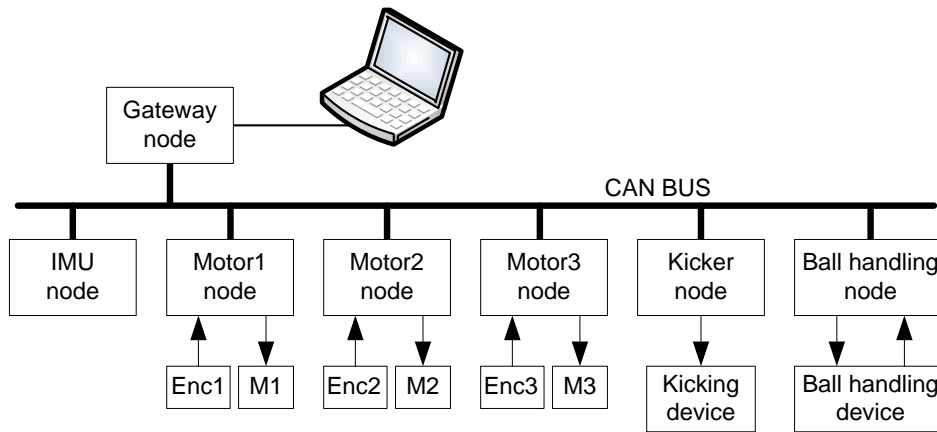 Gateway
node
CAN BUS
IMU
node
Motor1
node
Motor2
node
Motor3
node
Kicker
node
Ball handling
node
Enc1
M1
Enc2
M2
Enc3
M3
Kicking
device
Ball handling
device